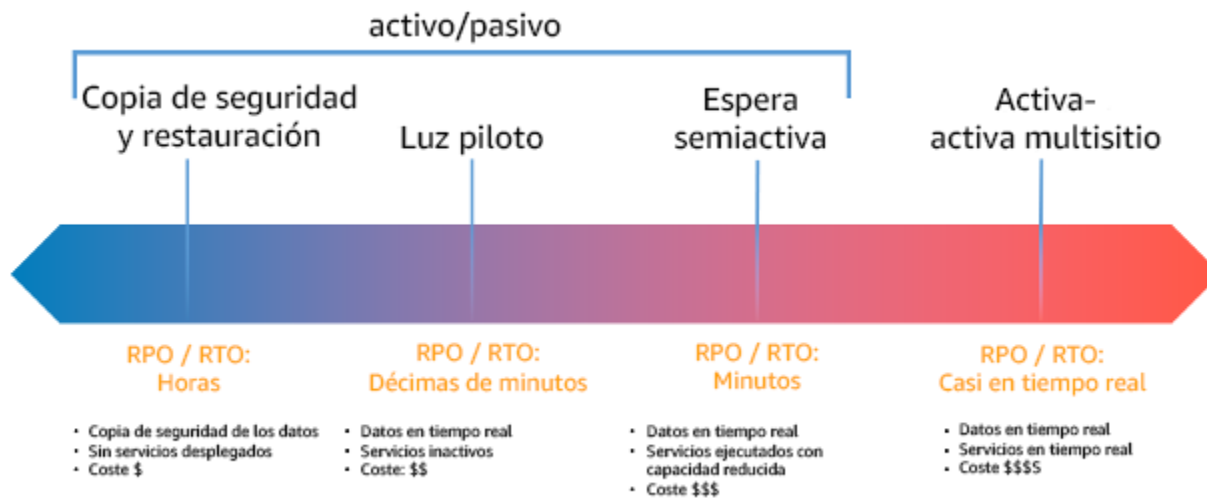 activo/pasivo
Copia de seguridad
y restauración
Luz piloto
Espera
semiactiva
Activa-
activa multisitio
RPO / RTO:
Horas
RPO / RTO:
Décimas de minutos
RPO / RTO:
Minutos
RPO / RTO:
Casi en tiempo real
• Copia de seguridad de los datos
• Sin servicios desplegados
• Coste $
• Datos en tiempo real
• Servicios inactivos
• Coste: $$
• Datos en tiempo real
• Servicios ejecutados con
capacidad reducida
• Coste $$$
• Datos en tiempo real
• Servicios en tiempo real
• Coste $$$$